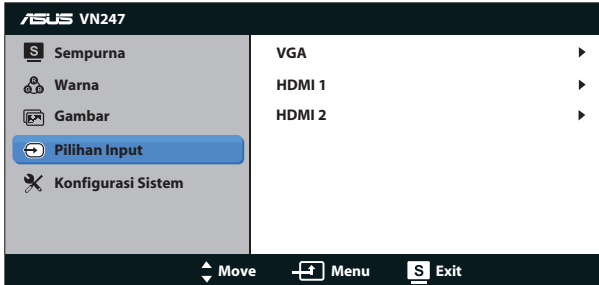 ASUS VN247
S Sempurna
Warna
Gambar
Pilihan Input
Konfigurasi Sistem
VGA
HDMI 1
HDMI 2
Move Menu S Exit